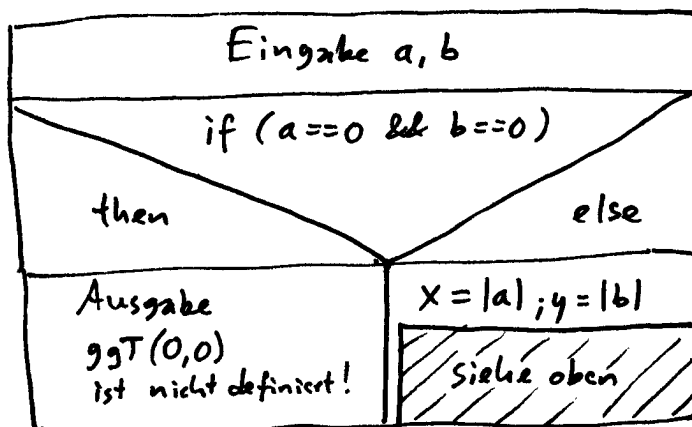 Eingabe a, b
if (a==0 && b==0)
then
else
Ausgabe
ggT(0,0)
ist nicht definiert!
x = |a| ; y = |b|
siehe oben